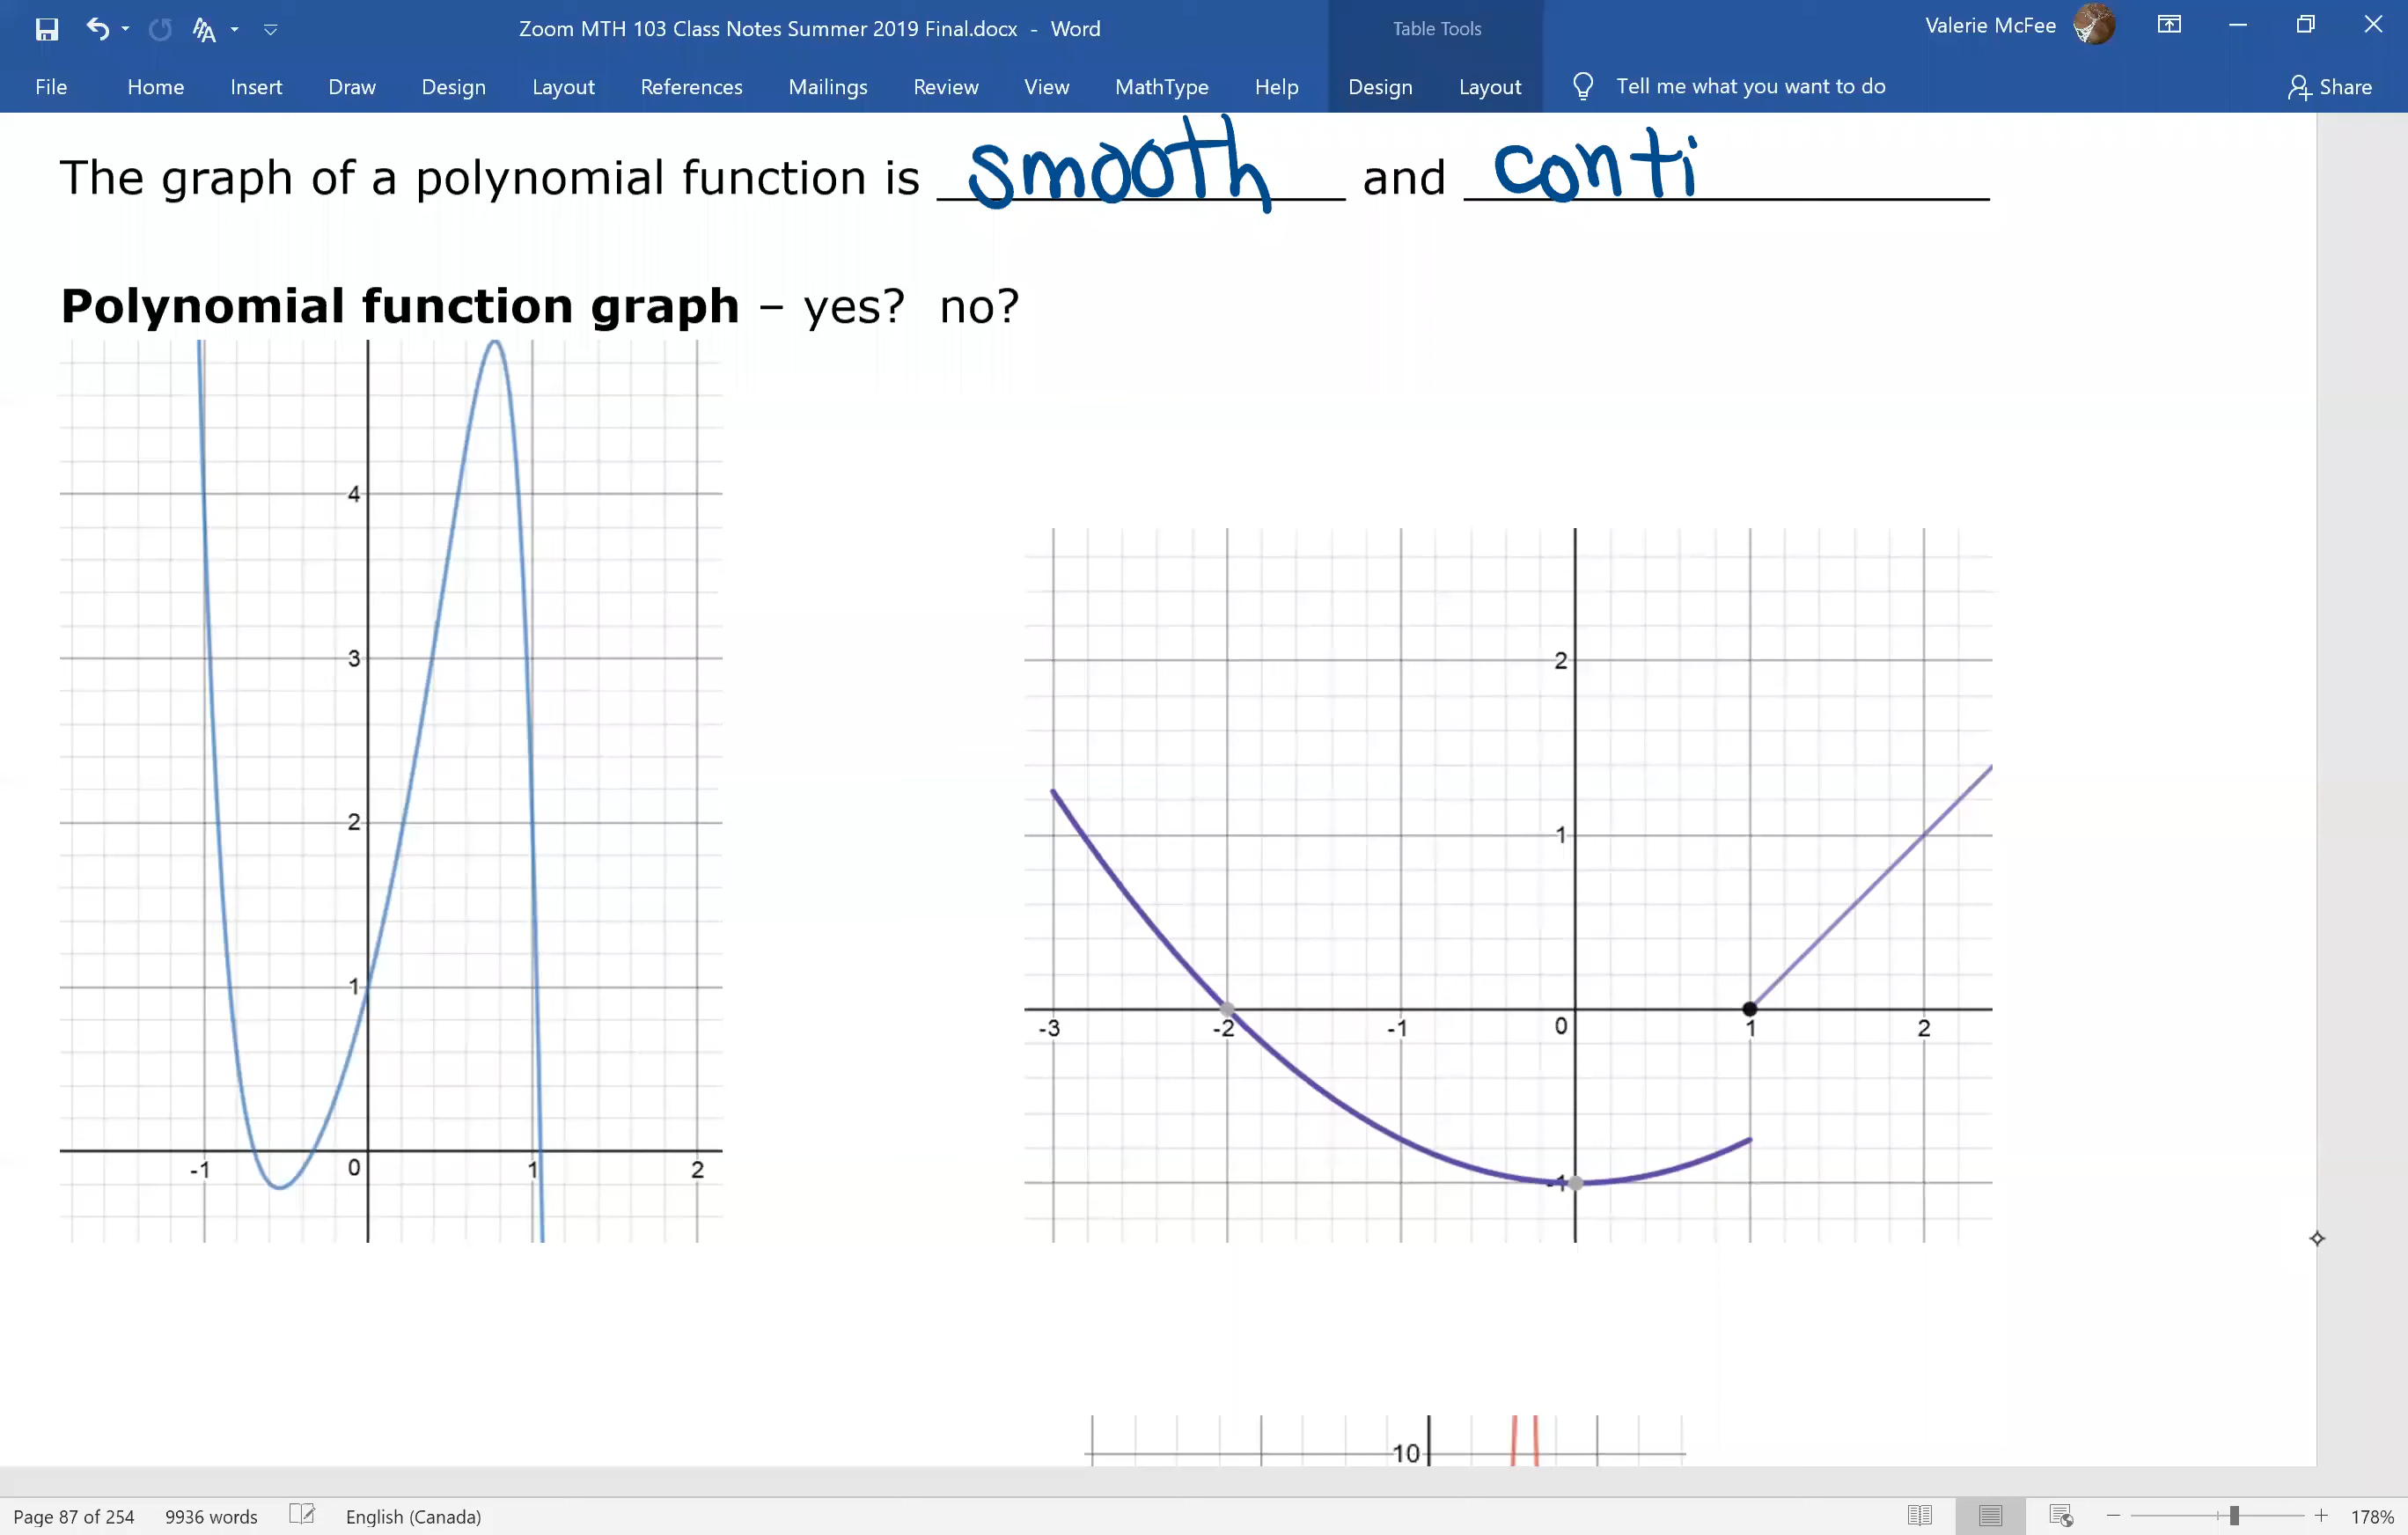 Zoom MTH 103 Class Notes Summer 2019 Final.docx - Word
Table Tools
Valerie McFee
File Home Insert Draw Design Layout References Mailings Review View MathType Help Design Layout Tell me what you want to do Share
The graph of a polynomial function is smooth and conti
Polynomial function graph – yes? no?
4
3
2
1
-1 0 1 2
2
1
-3 -2 -1 0 1 2
-1
10
Page 87 of 254 9936 words English (Canada) 178%